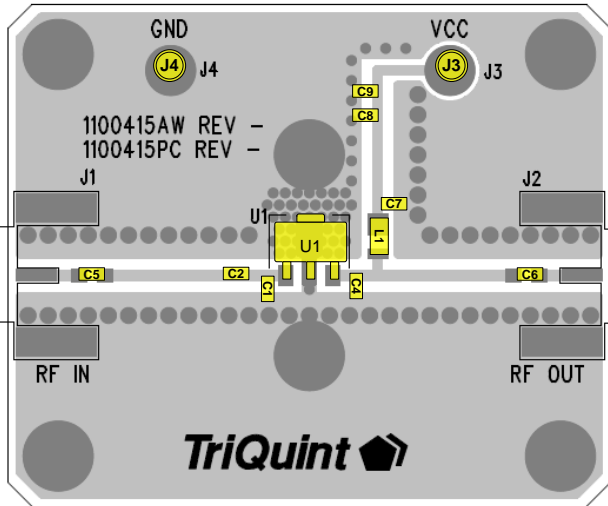 GND VCC
J4 J4 J3 J3
C9
C8
1100415AW REV -
1100415PC REV -
J1 J2
C7
U1
U1 L1
C5 C2 C6
C1 C4
RF IN RF OUT
TriQuint